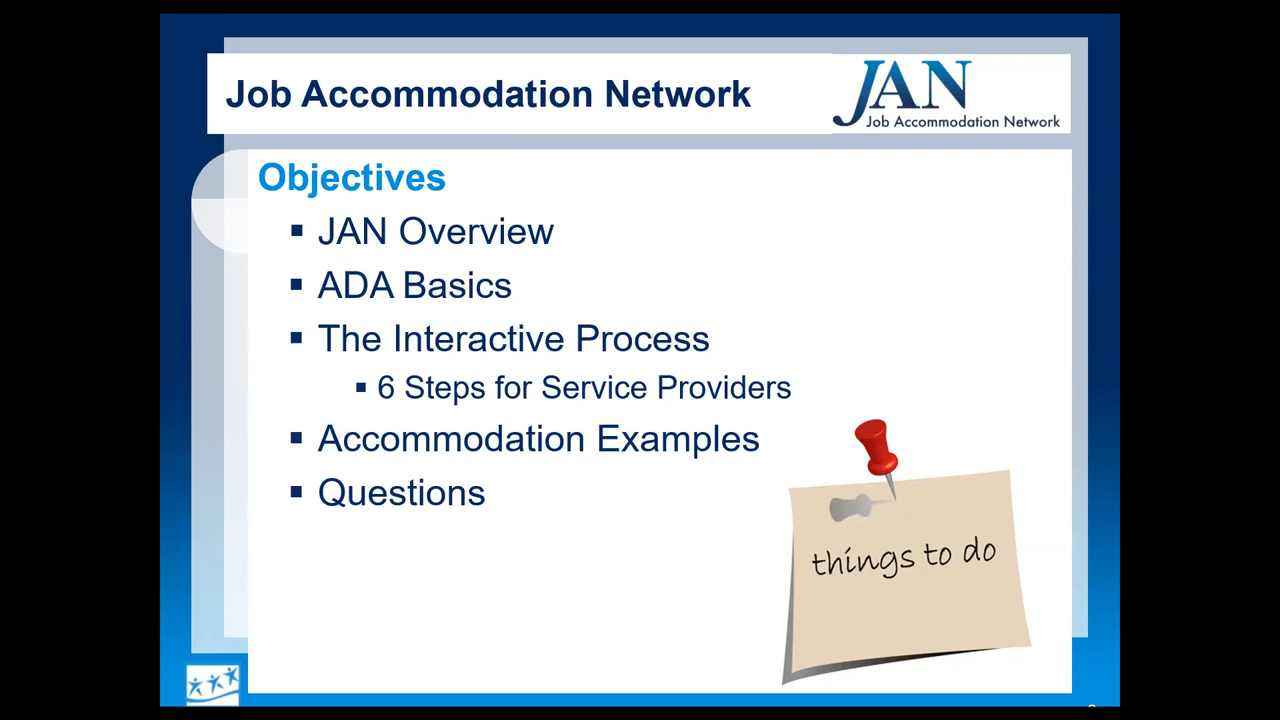 Job Accommodation Network
JAN
Job Accommodation Network
Objectives
JAN Overview
ADA Basics
The Interactive Process
6 Steps for Service Providers
Accommodation Examples
Questions
things to do